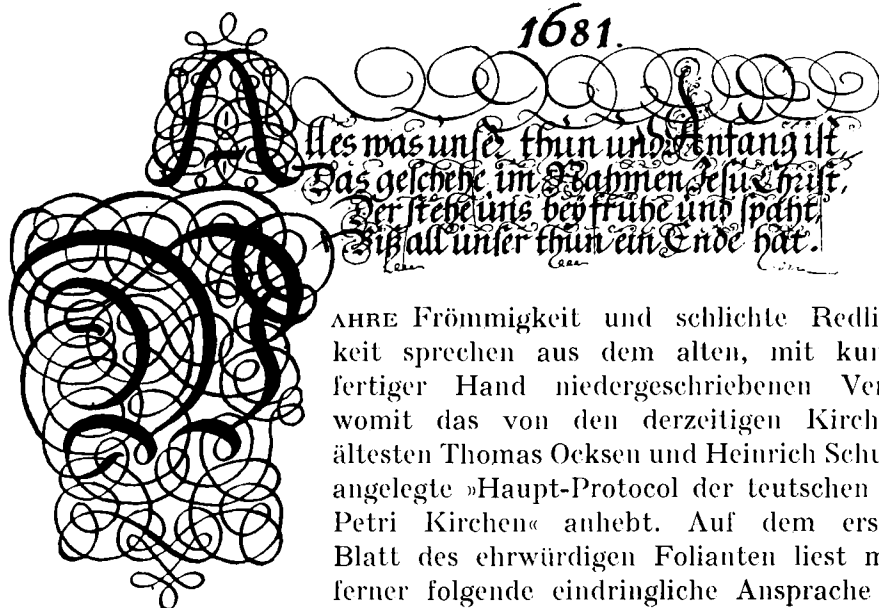 1681.
Alles was unser thun und Anfang ist,
Das geschehe im Nahmen Jesu Christ,
Der stehe uns bey fruhe und spaht,
Biß all unser thun ein Ende hat.
WAHRE Frömmigkeit und schlichte Redli
keit sprechen aus dem alten, mit kun
fertiger Hand niedergeschriebenen Ver
womit das von den derzeitigen Kirch
ältesten Thomas Ocksen und Heinrich Schu
angelegte »Haupt-Protocol der teutschen
Petri Kirchen« anhebt. Auf dem ers
Blatt des ehrwürdigen Folianten liest m
ferner folgende eindringliche Ansprache